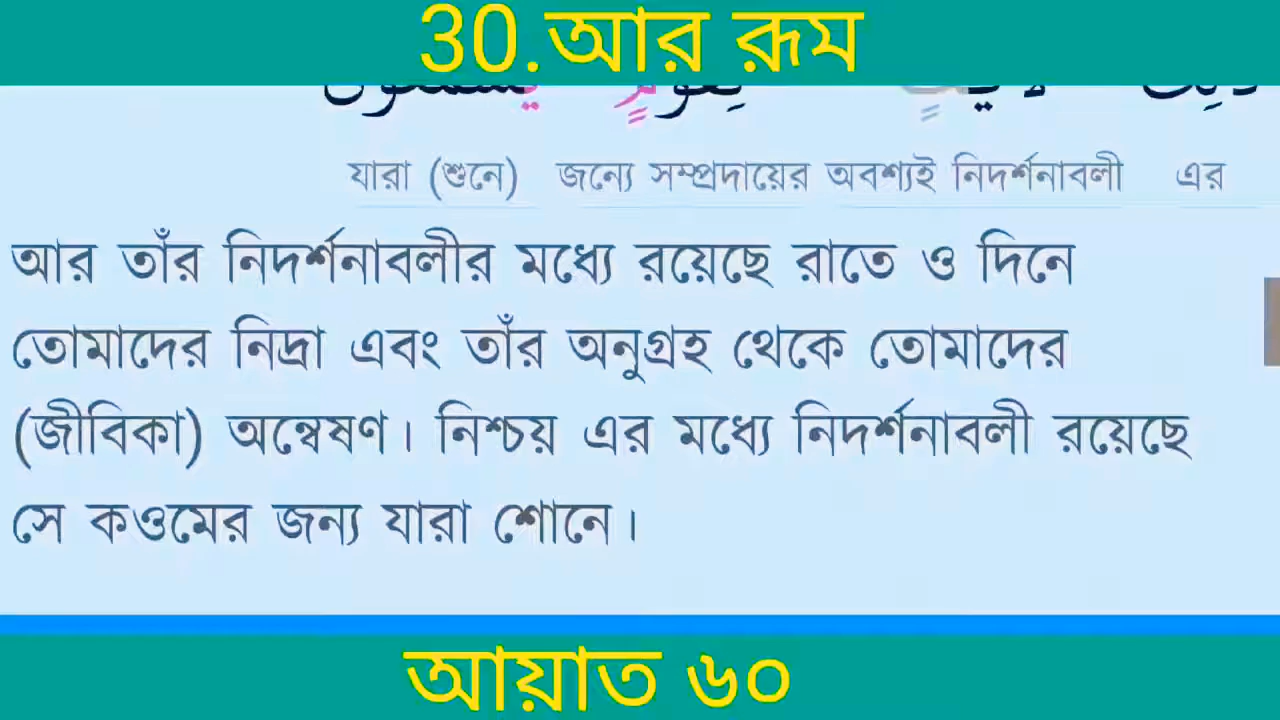 30.আর রূম
যারা (শুনে) জন্যে সম্প্রদায়ের অবশ্যই নিদর্শনাবলী এর
আর তাঁর নিদর্শনাবলীর মধ্যে রয়েছে রাতে ও দিনে
তোমাদের নিদ্রা এবং তাঁর অনুগ্রহ থেকে তোমাদের
(জীবিকা) অন্বেষণ। নিশ্চয় এর মধ্যে নিদর্শনাবলী রয়েছে
সে কওমের জন্য যারা শোনে।
আয়াত ৬০